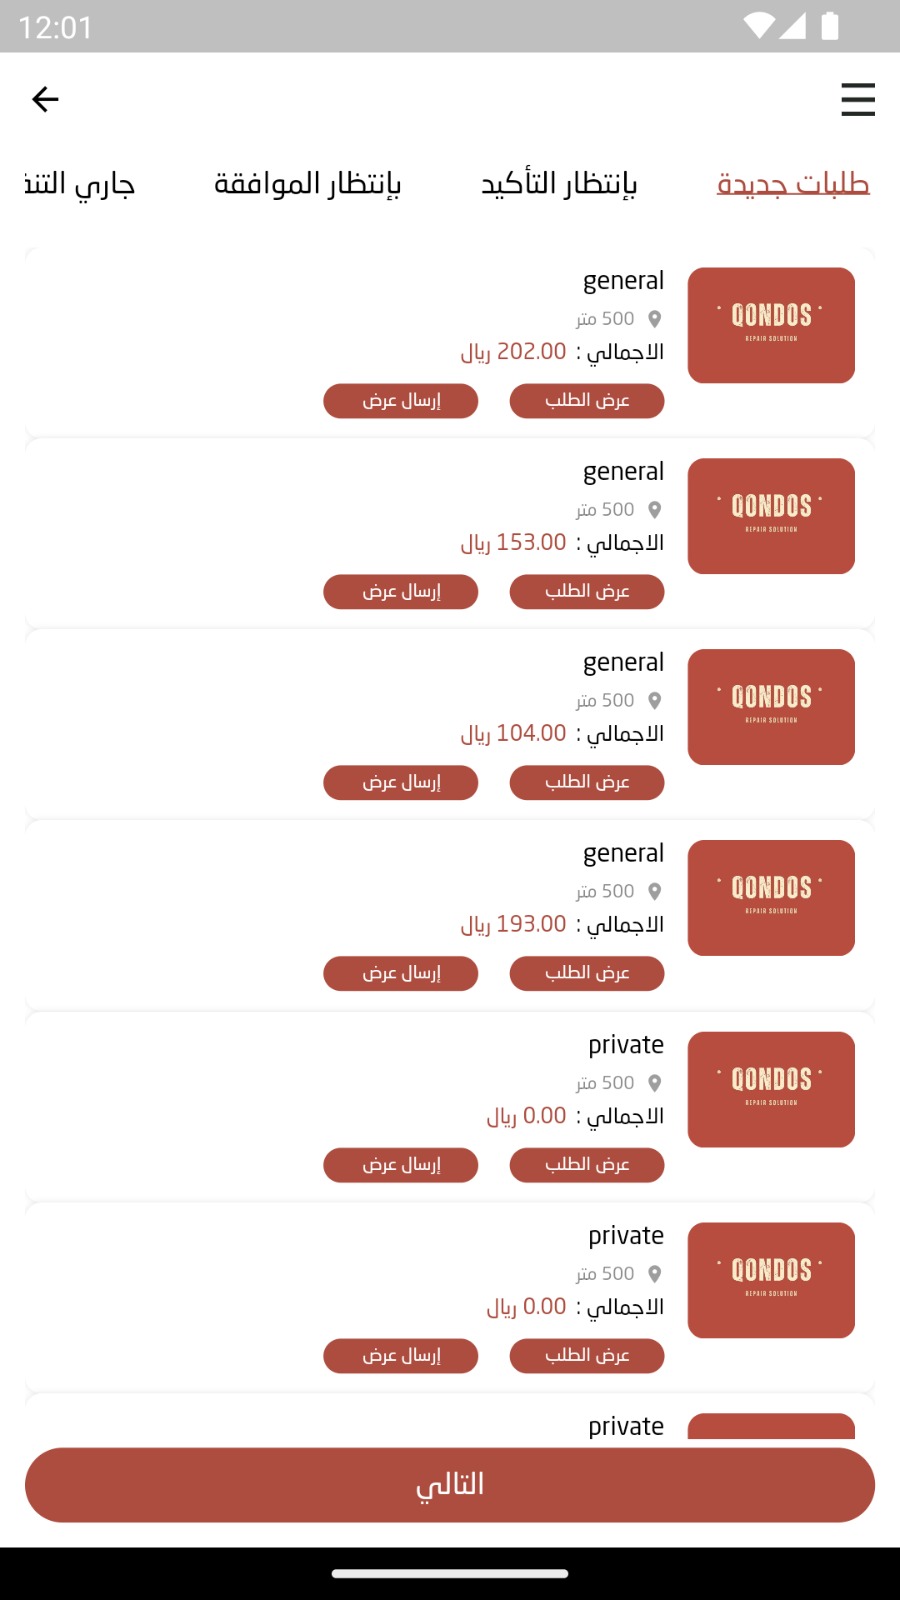 12:01
طلبات جديدة
بإنتظار التأكيد
بإنتظار الموافقة
جاري التنف
general
QONDOS
REPAIR SOLUTION
500 متر
الاجمالي : 202.00 ريال
عرض الطلب
إرسال عرض
general
QONDOS
REPAIR SOLUTION
500 متر
الاجمالي : 153.00 ريال
عرض الطلب
إرسال عرض
general
QONDOS
REPAIR SOLUTION
500 متر
الاجمالي : 104.00 ريال
عرض الطلب
إرسال عرض
general
QONDOS
REPAIR SOLUTION
500 متر
الاجمالي : 193.00 ريال
عرض الطلب
إرسال عرض
private
QONDOS
REPAIR SOLUTION
500 متر
الاجمالي : 0.00 ريال
عرض الطلب
إرسال عرض
private
QONDOS
REPAIR SOLUTION
500 متر
الاجمالي : 0.00 ريال
عرض الطلب
إرسال عرض
private
التالي